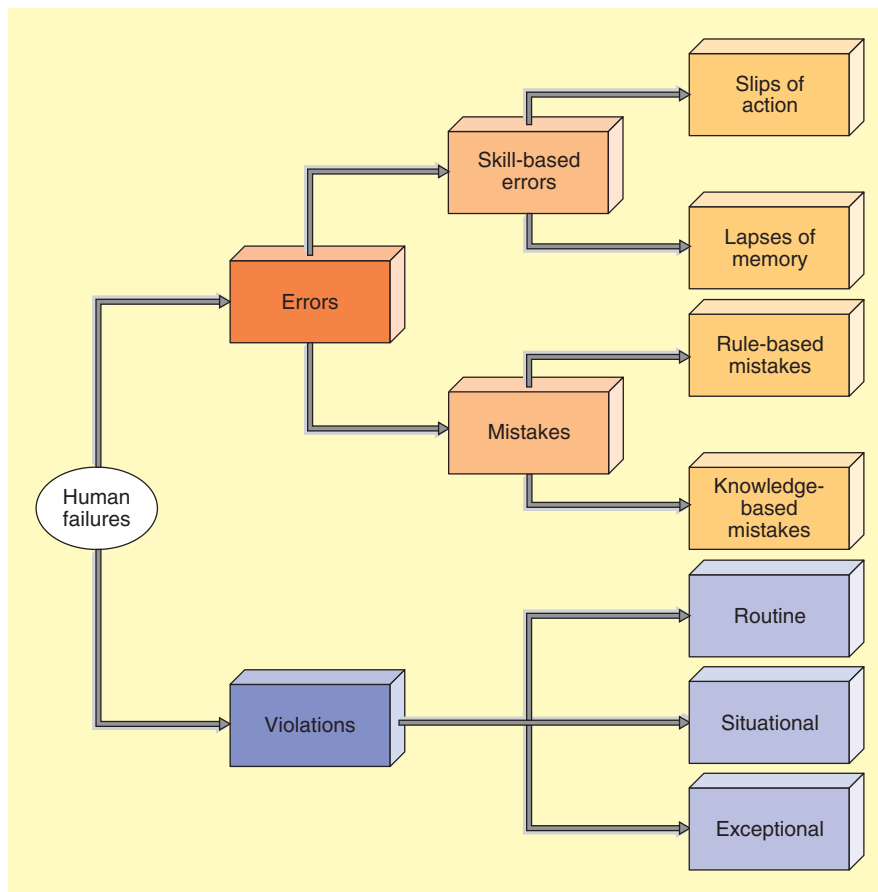 Slips of
action
Skill-based
errors
Lapses of
memory
Errors
Rule-based
mistakes
Mistakes
Knowledge-
based
mistakes
Human
failures
Routine
Violations
Situational
Exceptional